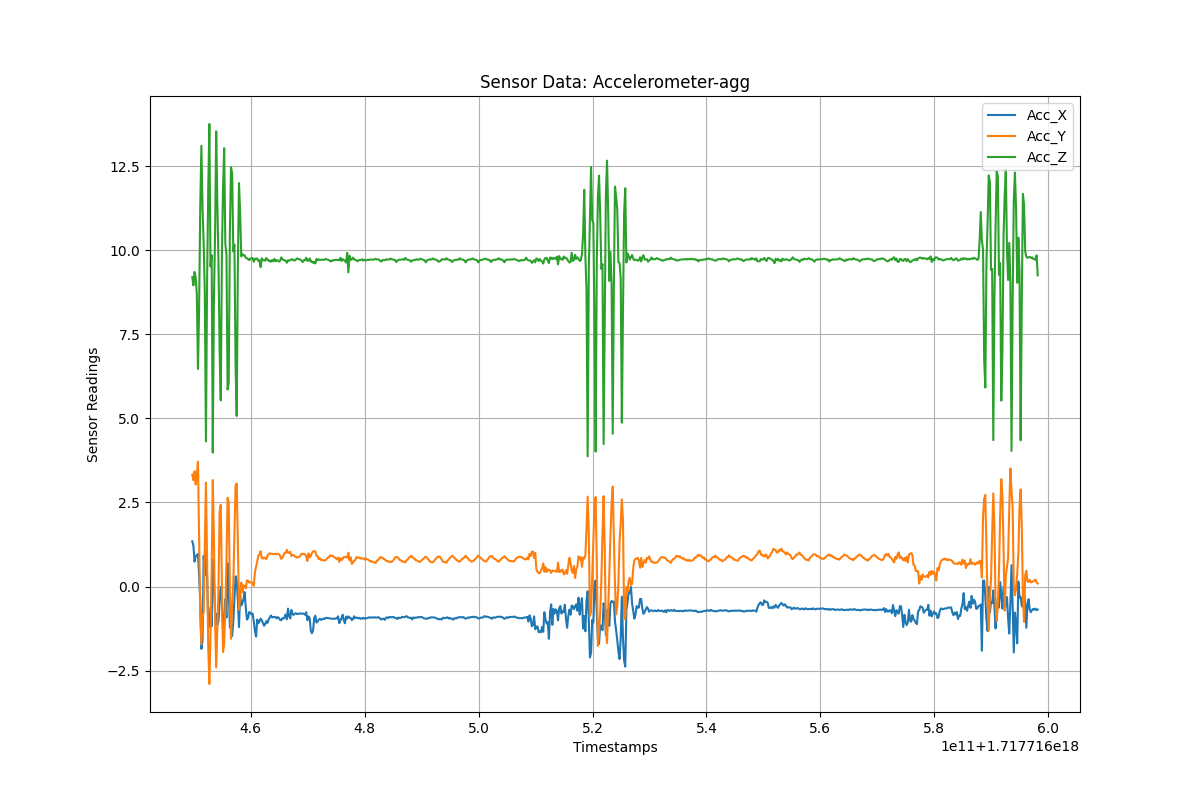 Sensor Data: Accelerometer-agg
Acc_X
Acc_Y
Acc_Z
12.5
10.0
7.5
5.0
2.5
0.0
−2.5
Sensor Readings
4.6 4.8 5.0 5.2 5.4 5.6 5.8 6.0
Timestamps
1e11+1.717716e18